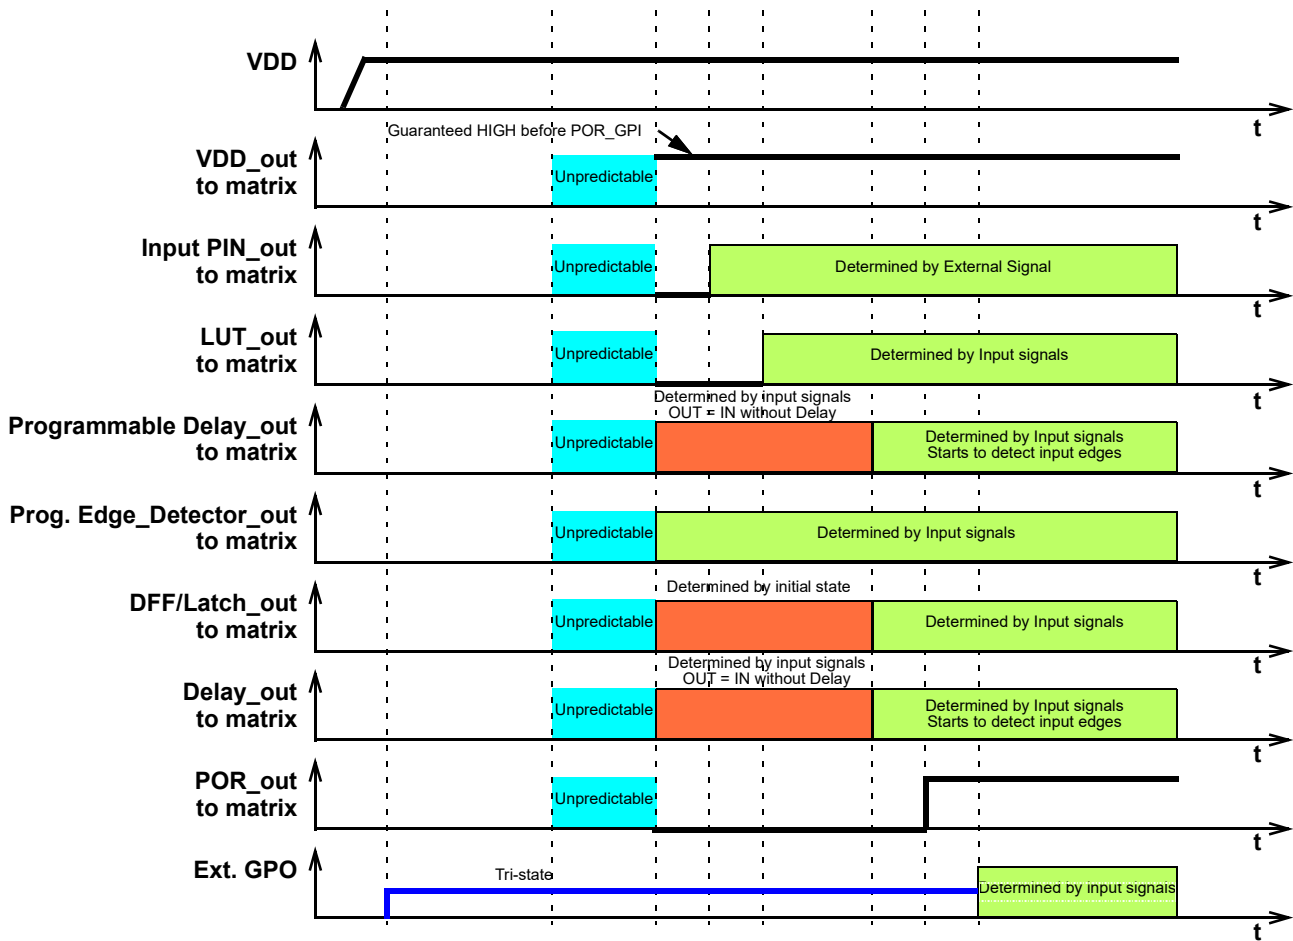 VDD
t
Guaranteed HIGH before POR_GPI
VDD_out
to matrix
Unpredictable
t
Input PIN_out
to matrix
Unpredictable
Determined by External Signal
t
LUT_out
to matrix
Unpredictable
Determined by Input signals
t
Determined by input signals
OUT = IN without Delay
Programmable Delay_out
to matrix
Unpredictable
Determined by Input signals
Starts to detect input edges
t
Prog. Edge_Detector_out
to matrix
Unpredictable
Determined by Input signals
t
Determined by initial state
DFF/Latch_out
to matrix
Unpredictable
Determined by Input signals
t
Determined by input signals
OUT = IN without Delay
Delay_out
to matrix
Unpredictable
Determined by Input signals
Starts to detect input edges
t
POR_out
to matrix
Unpredictable
t
Ext. GPO
Tri-state
Determined by input signals
t